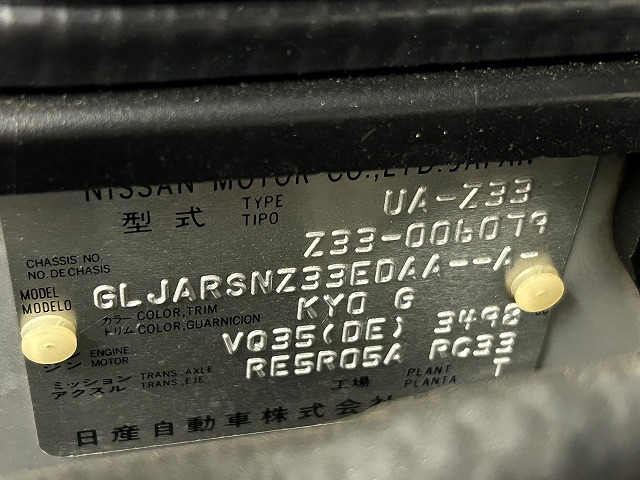 NISSAN MOTOR CO.,LTD.JAPAN
型式 TYPE TIPO UA-Z33
CHASSIS NO. NO.DE CHASIS Z33-006079
MODEL MODELO GLJARSNZ33EDAA--A-
カラー トリム COLOR,TRIM COLOR,GUARNICION KY0 G
ENGINE MOTOR VQ35(DE) 3498
ミッション アクスル TRANS.,AXLE TRANS.,EJE RE5R05A RC33
工場 PLANT PLANTA T
日産自動車株式会社